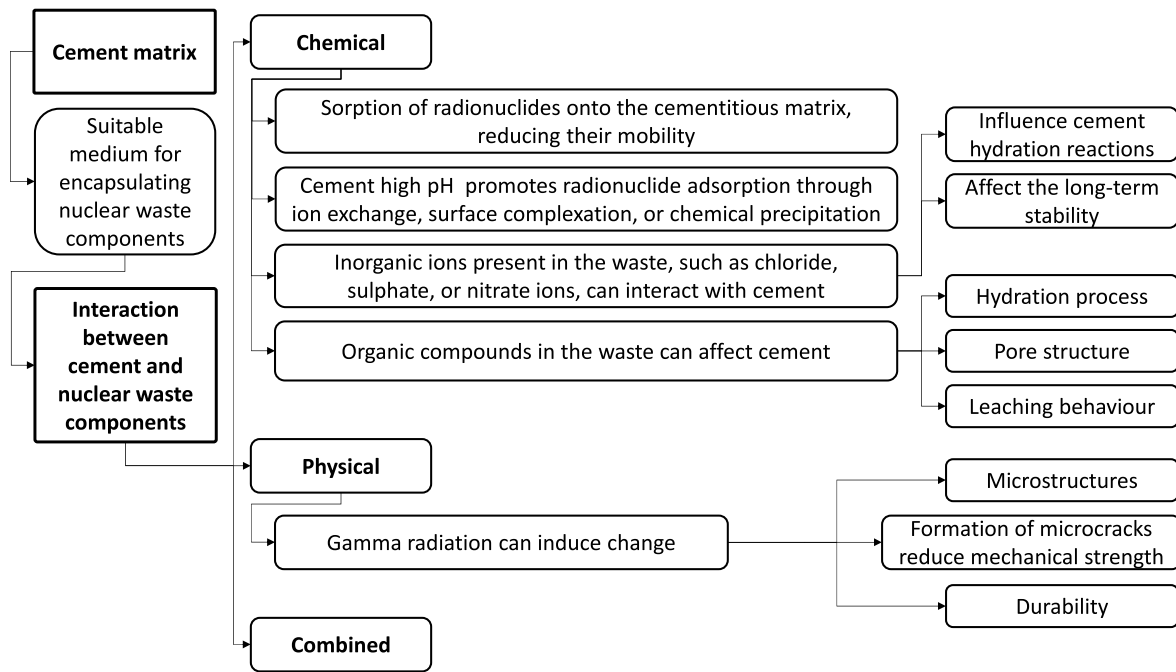 Cement matrix
Suitable
medium for
encapsulating
nuclear waste
components
Interaction
between
cement and
nuclear waste
components
Chemical
Sorption of radionuclides onto the cementitious matrix,
reducing their mobility
Cement high pH promotes radionuclide adsorption through
ion exchange, surface complexation, or chemical precipitation
Inorganic ions present in the waste, such as chloride,
sulphate, or nitrate ions, can interact with cement
Influence cement
hydration reactions
Affect the long-term
stability
Organic compounds in the waste can affect cement
Hydration process
Pore structure
Leaching behaviour
Physical
Gamma radiation can induce change
Microstructures
Formation of microcracks
reduce mechanical strength
Durability
Combined